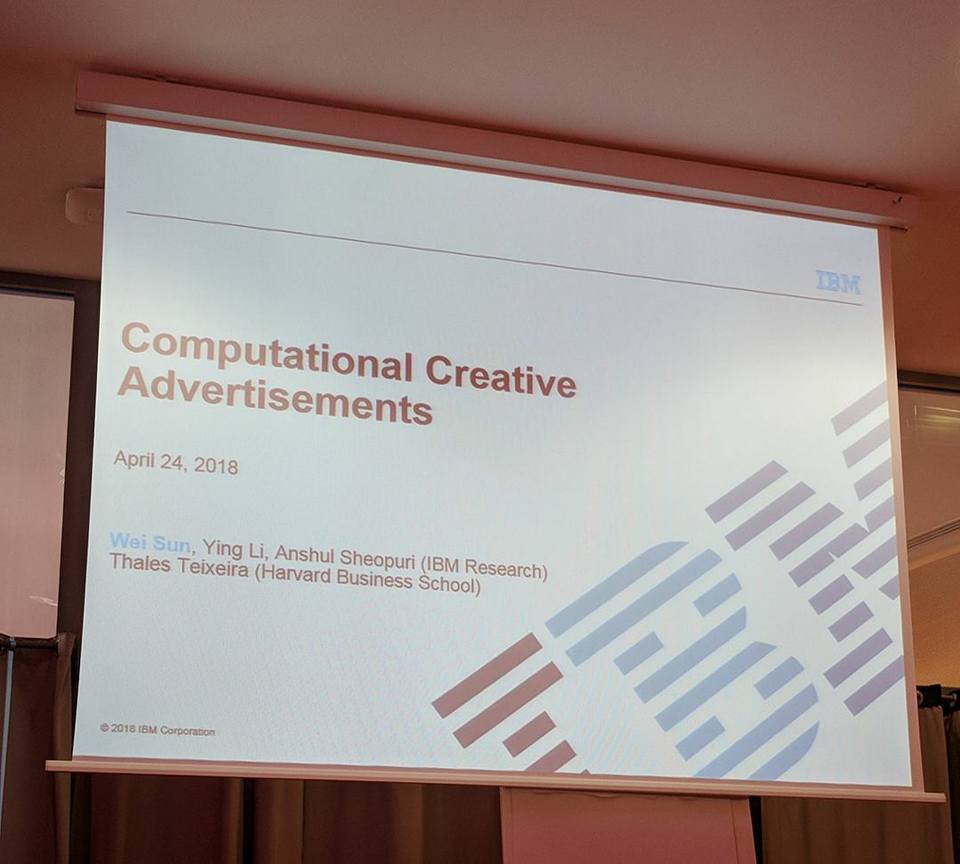 IBM
Computational Creative
Advertisements
April 24, 2018
Wei Sun, Ying Li, Anshul Sheopuri (IBM Research)
Thales Teixeira (Harvard Business School)
© 2018 IBM Corporation